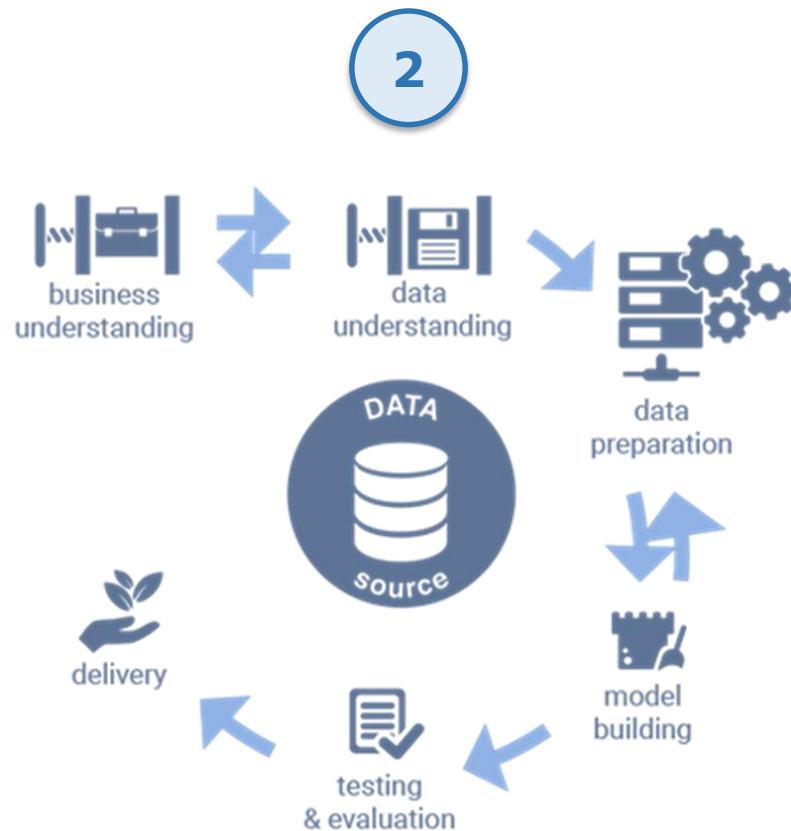 2
business
understanding
data
understanding
data
preparation
DATA
source
model
building
testing
& evaluation
delivery